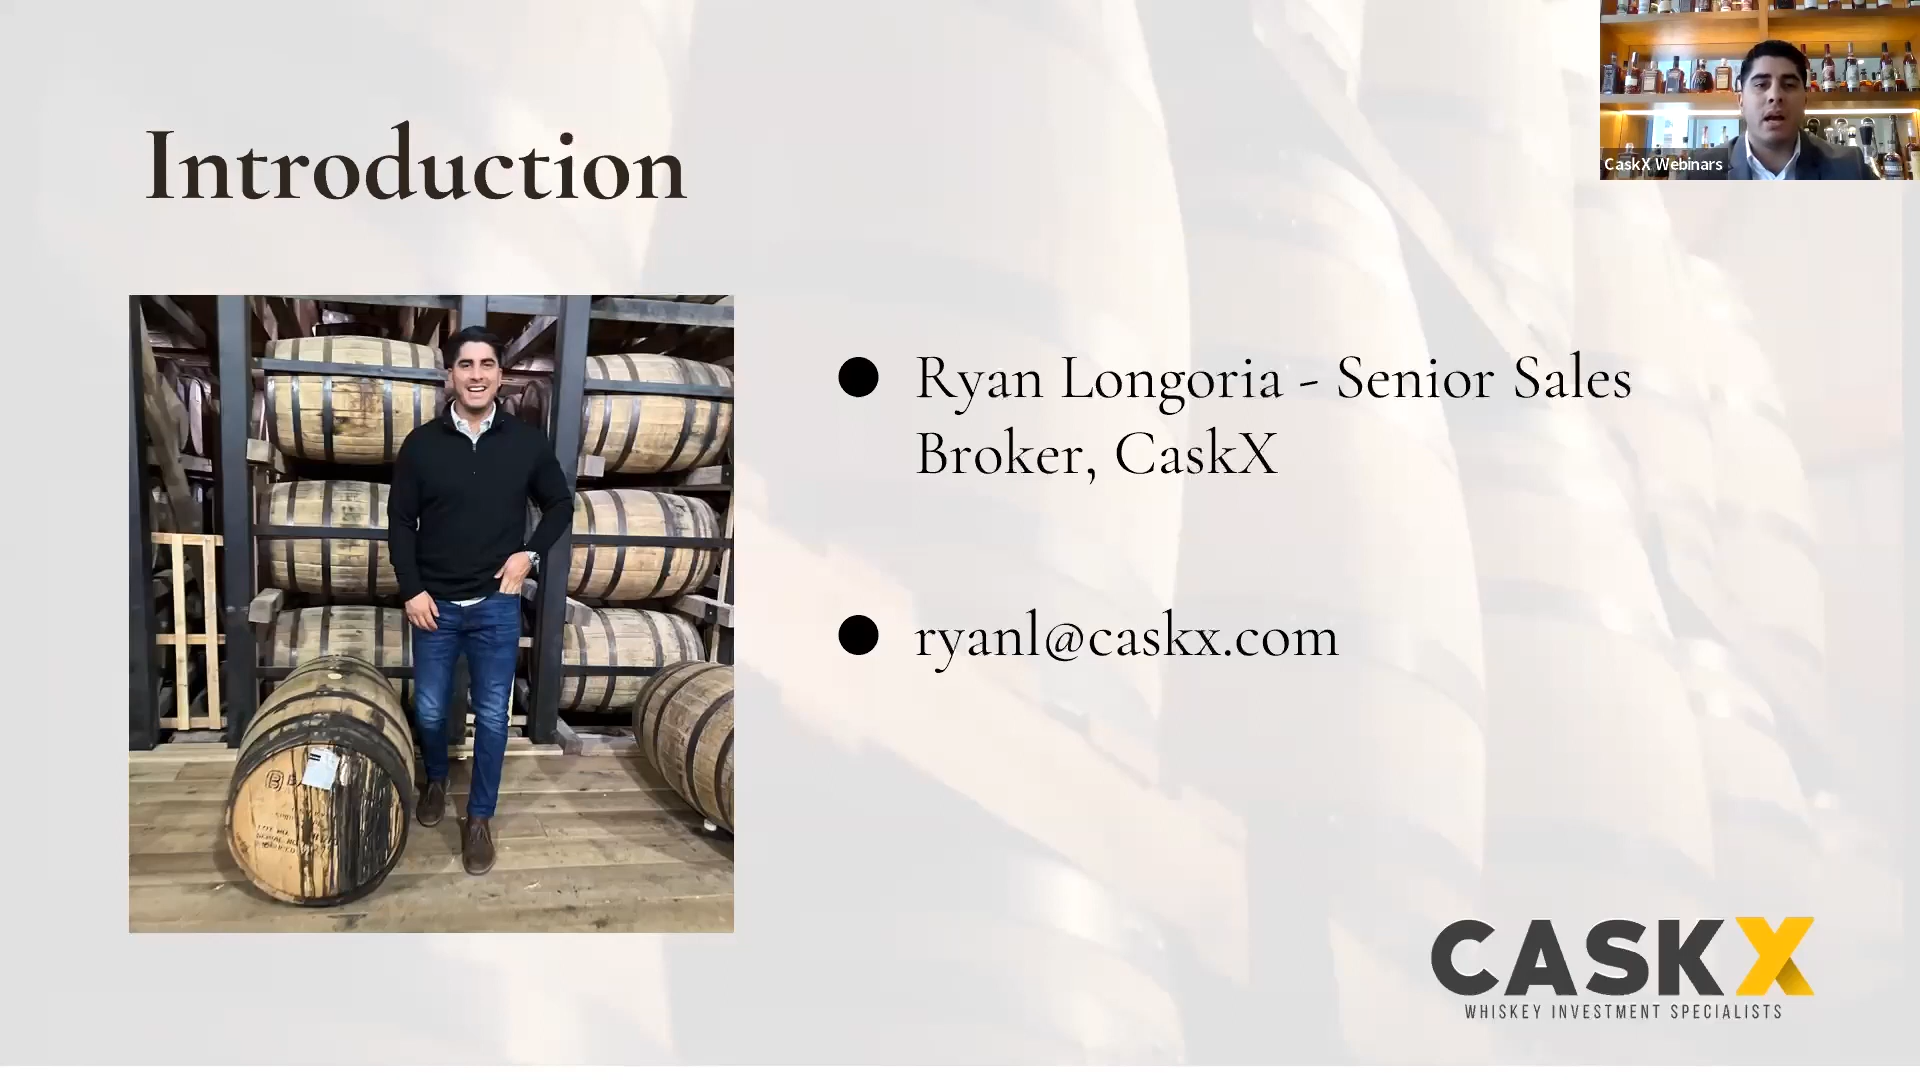 CaskX Webinars
Introduction
Ryan Longoria - Senior Sales
Broker, CaskX
ryanl@caskx.com
CASKX
WHISKEY INVESTMENT SPECIALISTS